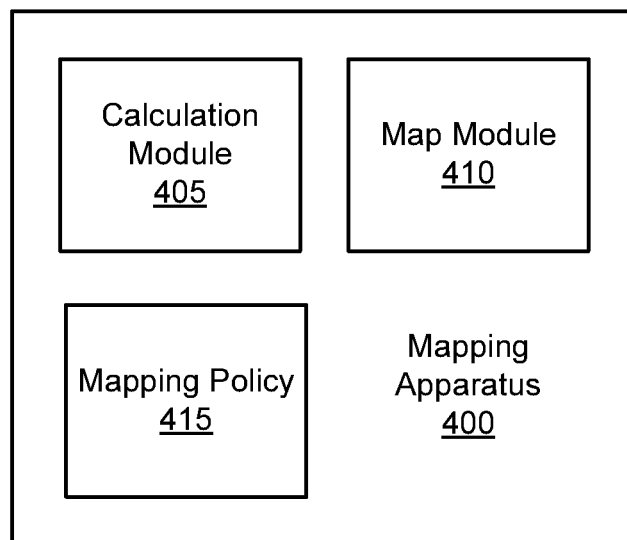 Calculation
Module
405
Map Module
410
Mapping Policy
415
Mapping
Apparatus
400